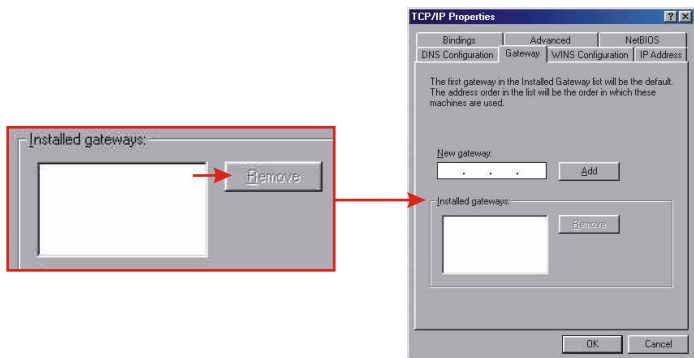 TCP/IP Properties
Bindings Advanced NetBIOS
DNS Configuration Gateway WINS Configuration IP Address
The first gateway in the Installed Gateway list will be the default.
The address order in the list will be the order in which these
machines are used.
New gateway:
. . .
Add
Installed gateways:
Remove
OK Cancel
Installed gateways:
Remove